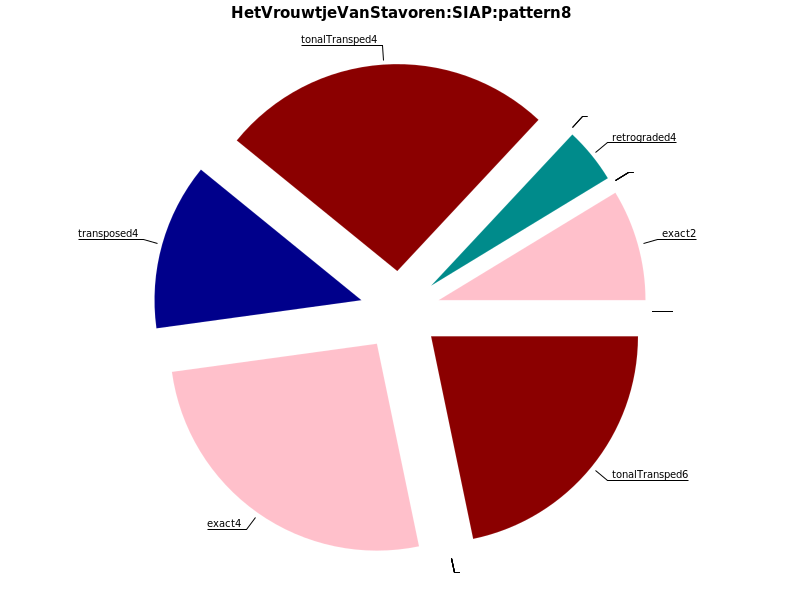 HetVrouwtjeVanStavoren:SIAP:pattern8
tonalTransped4
retrograded4
transposed4
exact2
tonalTransped6
exact4